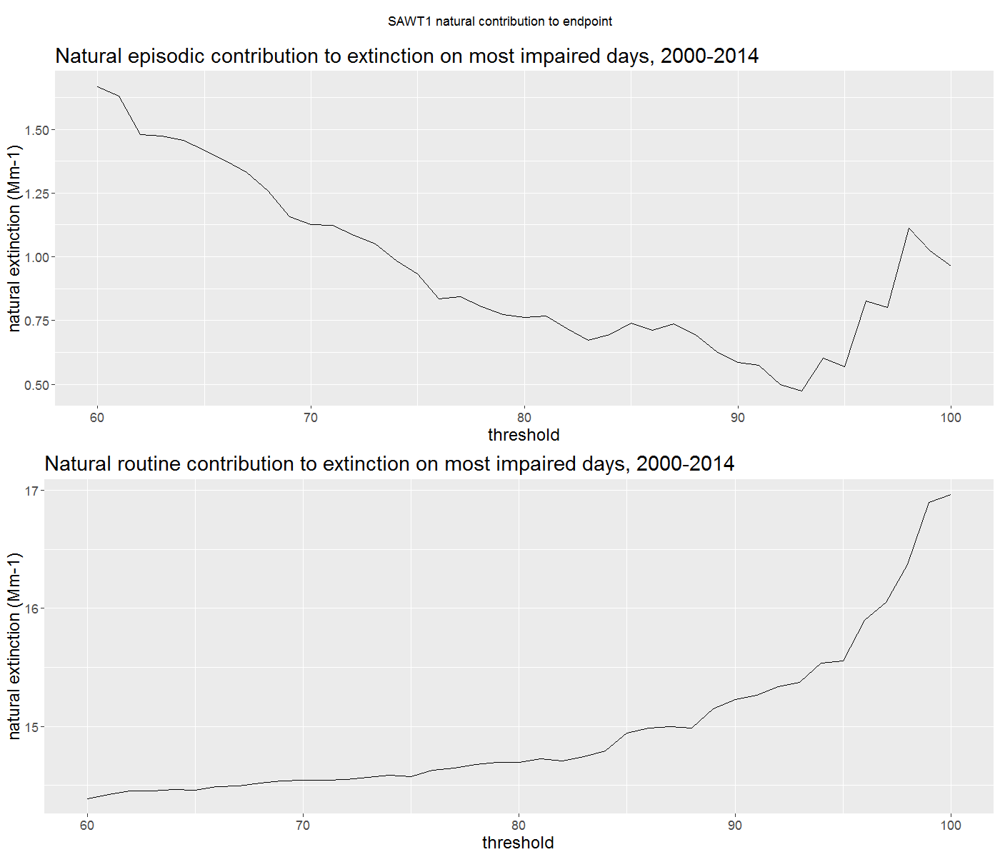 SAWT1 natural contribution to endpoint
Natural episodic contribution to extinction on most impaired days, 2000-2014
natural extinction (Mm-1)
1.50
1.25
1.00
0.75
0.50
60 70 80 90 100
threshold
Natural routine contribution to extinction on most impaired days, 2000-2014
natural extinction (Mm-1)
17
16
15
60 70 80 90 100
threshold